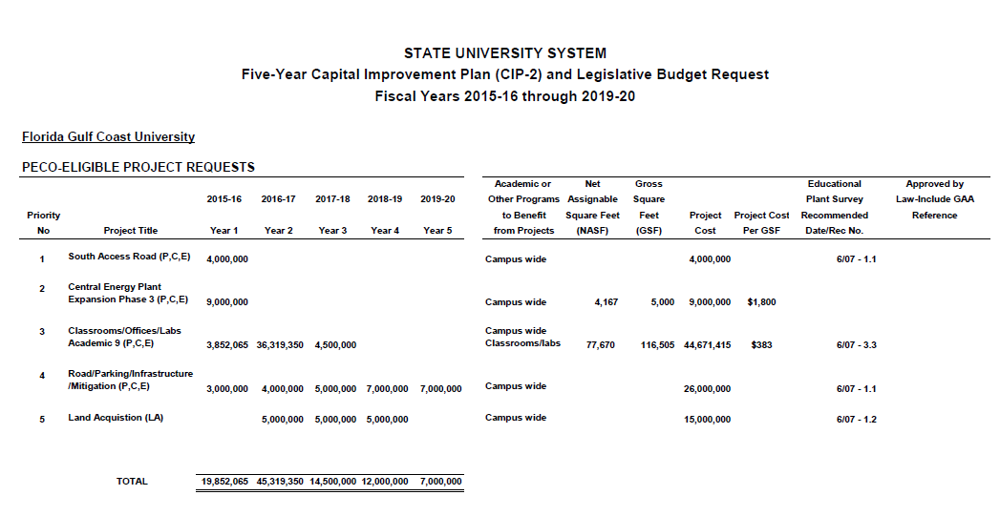 STATE UNIVERSITY SYSTEM
Five-Year Capital Improvement Plan (CIP-2) and Legislative Budget Request
Fiscal Years 2015-16 through 2019-20
Florida Gulf Coast University
PECO-ELIGIBLE PROJECT REQUESTS
Academic or Net Gross Educational Approved by
2015-16 2016-17 2017-18 2018-19 2019-20 Other Programs Assignable Square Plant Survey Law-Include GAA
Priority to Benefit Square Feet Feet Project Project Cost Recommended Reference
No Project Title Year 1 Year 2 Year 3 Year 4 Year 5 from Projects (NASF) (GSF) Cost Per GSF Date/Rec No.
1 South Access Road (P,C,E) 4,000,000 Campus wide 4,000,000 6/07 - 1.1
2 Central Energy Plant
Expansion Phase 3 (P,C,E) 9,000,000 Campus wide 4,167 5,000 9,000,000 $1,800
3 Classrooms/Offices/Labs Campus wide
Academic 9 (P,C,E) 3,852,065 36,319,350 4,500,000 Classrooms/labs 77,670 116,505 44,671,415 $383 6/07 - 3.3
4 Road/Parking/Infrastructure
/Mitigation (P,C,E) 3,000,000 4,000,000 5,000,000 7,000,000 7,000,000 Campus wide 26,000,000 6/07 - 1.1
5 Land Acquistion (LA) 5,000,000 5,000,000 5,000,000 Campus wide 15,000,000 6/07 - 1.2
TOTAL 19,852,065 45,319,350 14,500,000 12,000,000 7,000,000